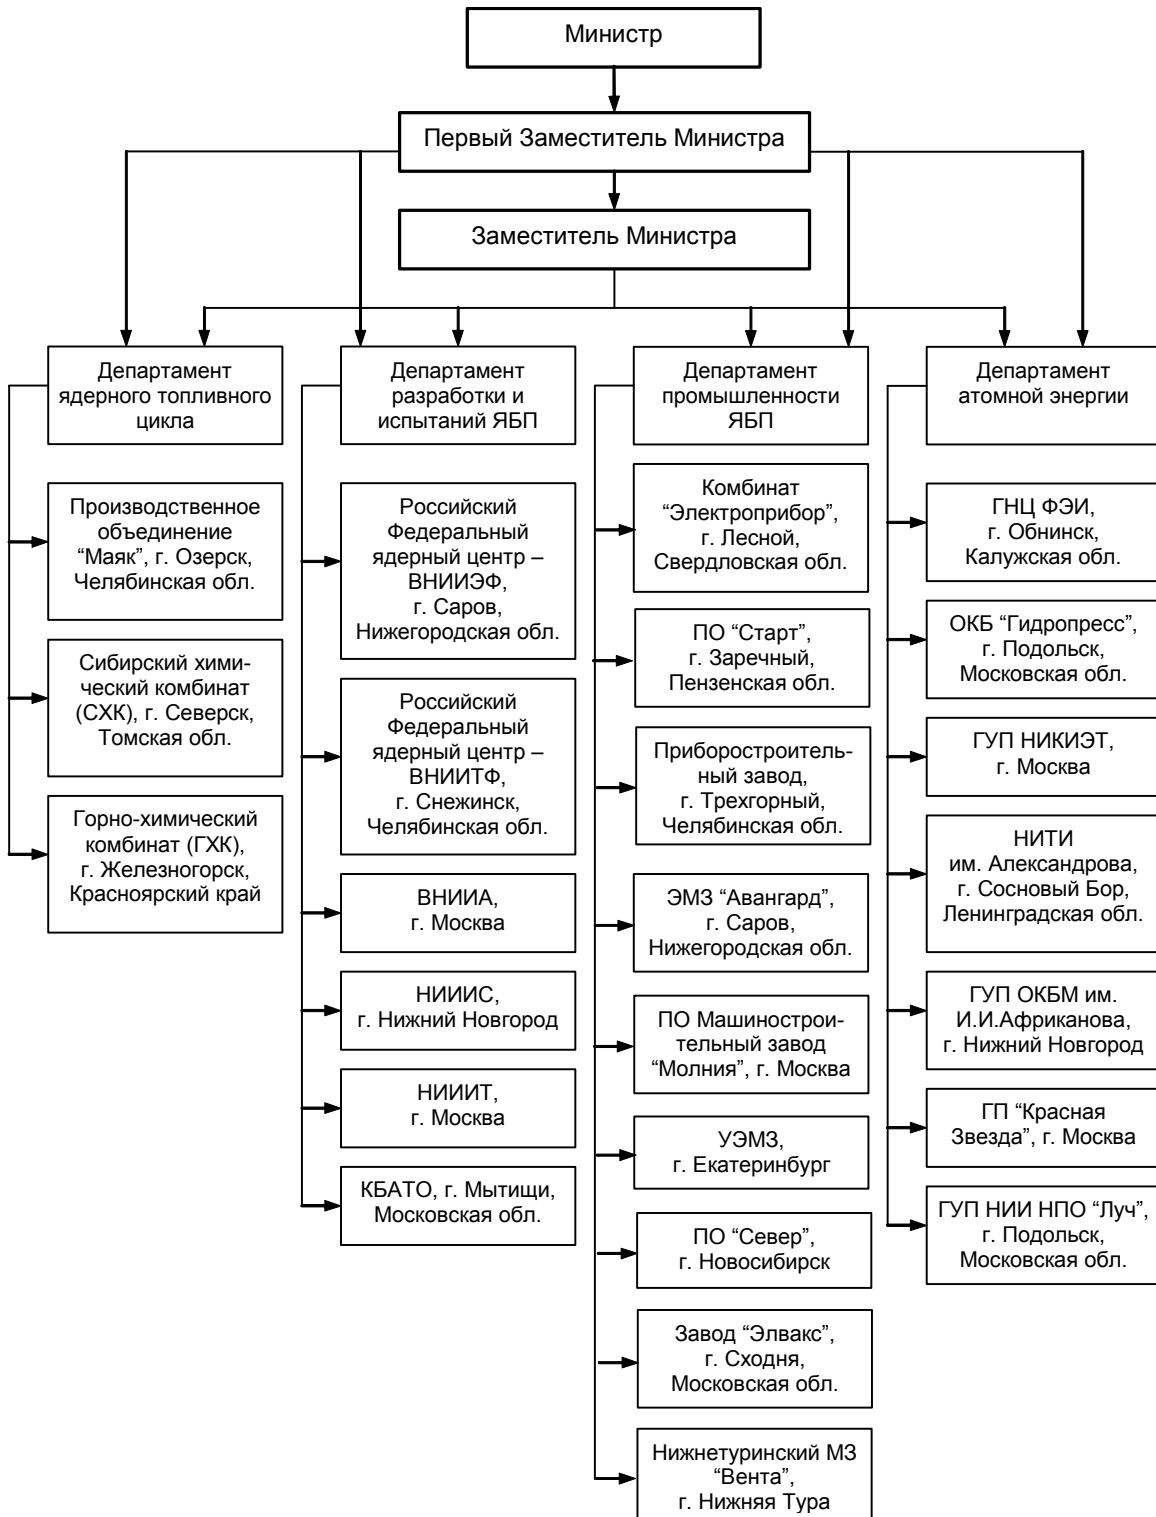 Министр
Первый Заместитель Министра
Заместитель Министра
Департамент
ядерного топливного
цикла
Производственное
объединение
“Маяк”, г. Озерск,
Челябинская обл.
Сибирский хими-
ческий комбинат
(СХК), г. Северск,
Томская обл.
Горно-химический
комбинат (ГХК),
г. Железногорск,
Красноярский край
Департамент
разработки и
испытаний ЯБП
Российский
Федеральный
ядерный центр –
ВНИИЭФ,
г. Саров,
Нижегородская обл.
Российский
Федеральный
ядерный центр –
ВНИИТФ,
г. Снежинск,
Челябинская обл.
ВНИИА,
г. Москва
НИИИС,
г. Нижний Новгород
НИИИТ,
г. Москва
КБАТО, г. Мытищи,
Московская обл.
Департамент
промышленности
ЯБП
Комбинат
“Электроприбор”,
г. Лесной,
Свердловская обл.
ПО “Старт”,
г. Заречный,
Пензенская обл.
Приборостроитель-
ный завод,
г. Трехгорный,
Челябинская обл.
ЭМЗ “Авангард”,
г. Саров,
Нижегородская обл.
ПО Машинострои-
тельный завод
“Молния”, г. Москва
УЭМЗ,
г. Екатеринбург
ПО “Север”,
г. Новосибирск
Завод “Элвакс”,
г. Сходня,
Московская обл.
Нижнетуринский МЗ
“Вента”,
г. Нижняя Тура
Департамент
атомной энергии
ГНЦ ФЭИ,
г. Обнинск,
Калужская обл.
ОКБ “Гидропресс”,
г. Подольск,
Московская обл.
ГУП НИКИЭТ,
г. Москва
НИТИ
им. Александрова,
г. Сосновый Бор,
Ленинградская обл.
ГУП ОКБМ им.
И.И.Африканова,
г. Нижний Новгород
ГП “Красная
Звезда”, г. Москва
ГУП НИИ НПО “Луч”,
г. Подольск,
Московская обл.